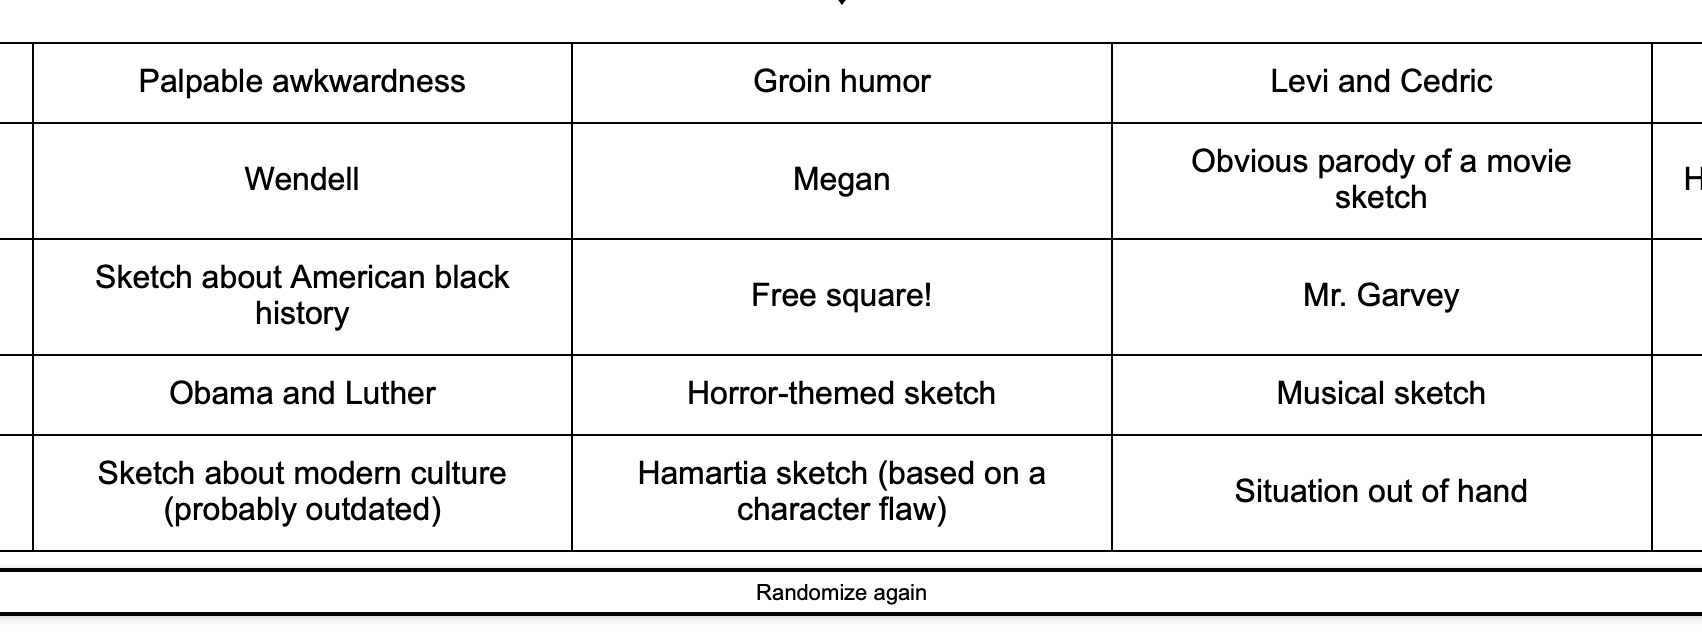 Palpable awkwardness
Groin humor
Levi and Cedric
Wendell
Megan
Obvious parody of a movie
sketch
H
Sketch about American black
history
Free square!
Mr. Garvey
Obama and Luther
Horror-themed sketch
Musical sketch
Sketch about modern culture
(probably outdated)
Hamartia sketch (based on a
character flaw)
Situation out of hand
Randomize again